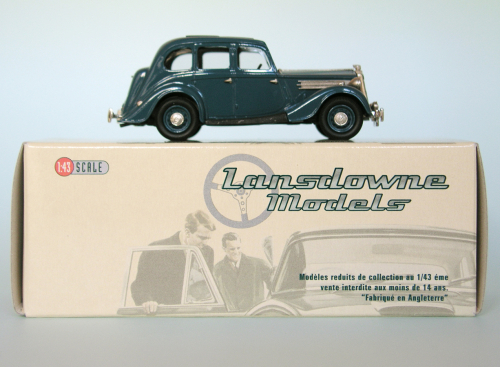 1:43 SCALE
Lansdowne
Models
Modèles reduits de collection au 1/43 éme
vente interdite aux moins de 14 ans.
"Fabriqué en Angleterre"